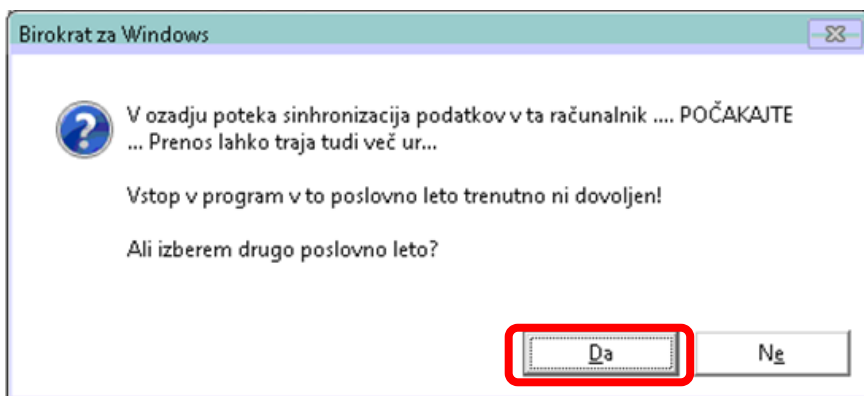 Birokrat za Windows
V ozadju poteka sinhronizacija podatkov v ta računalnik .... POČAKAJTE
... Prenos lahko traja tudi več ur...
Vstop v program v to poslovno leto trenutno ni dovoljen!
Ali izberem drugo poslovno leto?
Da
Ne